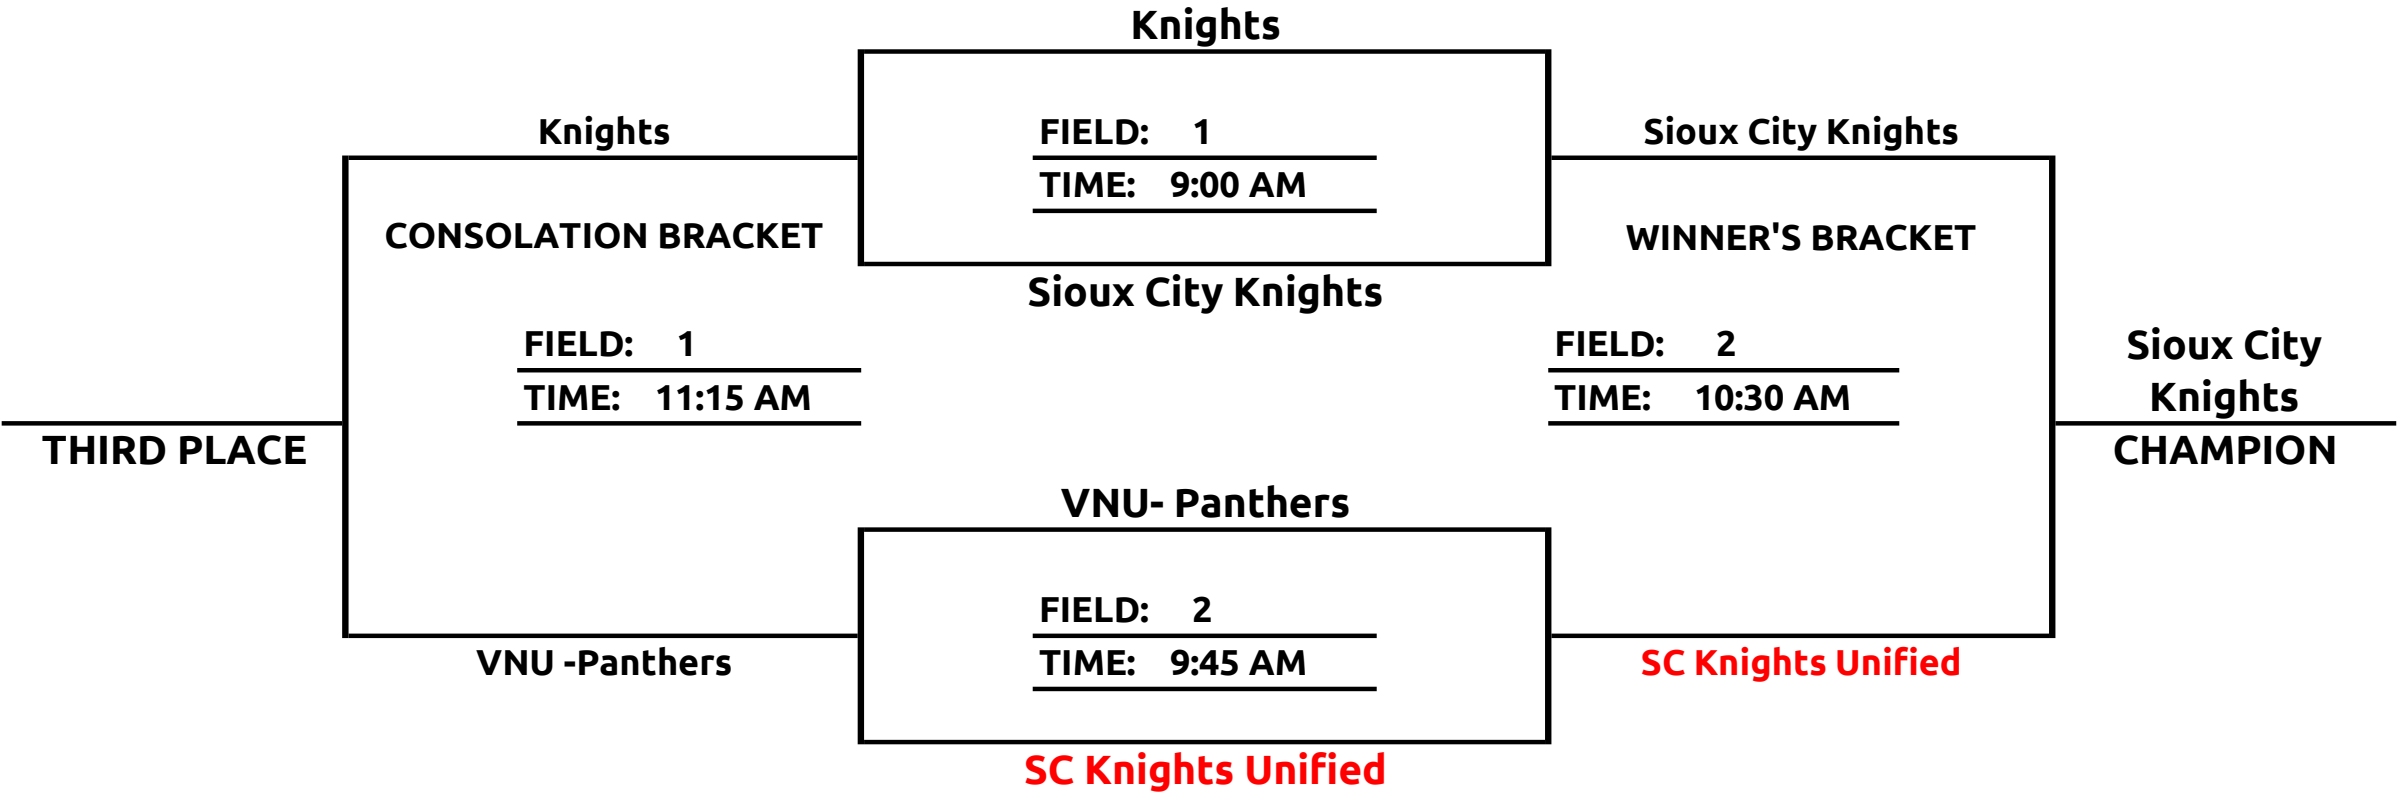 Knights
Knights
FIELD: 1
Sioux City Knights
TIME: 9:00 AM
CONSOLATION BRACKET
WINNER'S BRACKET
Sioux City Knights
FIELD: 1
FIELD: 2
Sioux City
TIME: 11:15 AM
TIME: 10:30 AM
Knights
THIRD PLACE
CHAMPION
VNU- Panthers
FIELD: 2
VNU -Panthers
TIME: 9:45 AM
SC Knights Unified
SC Knights Unified